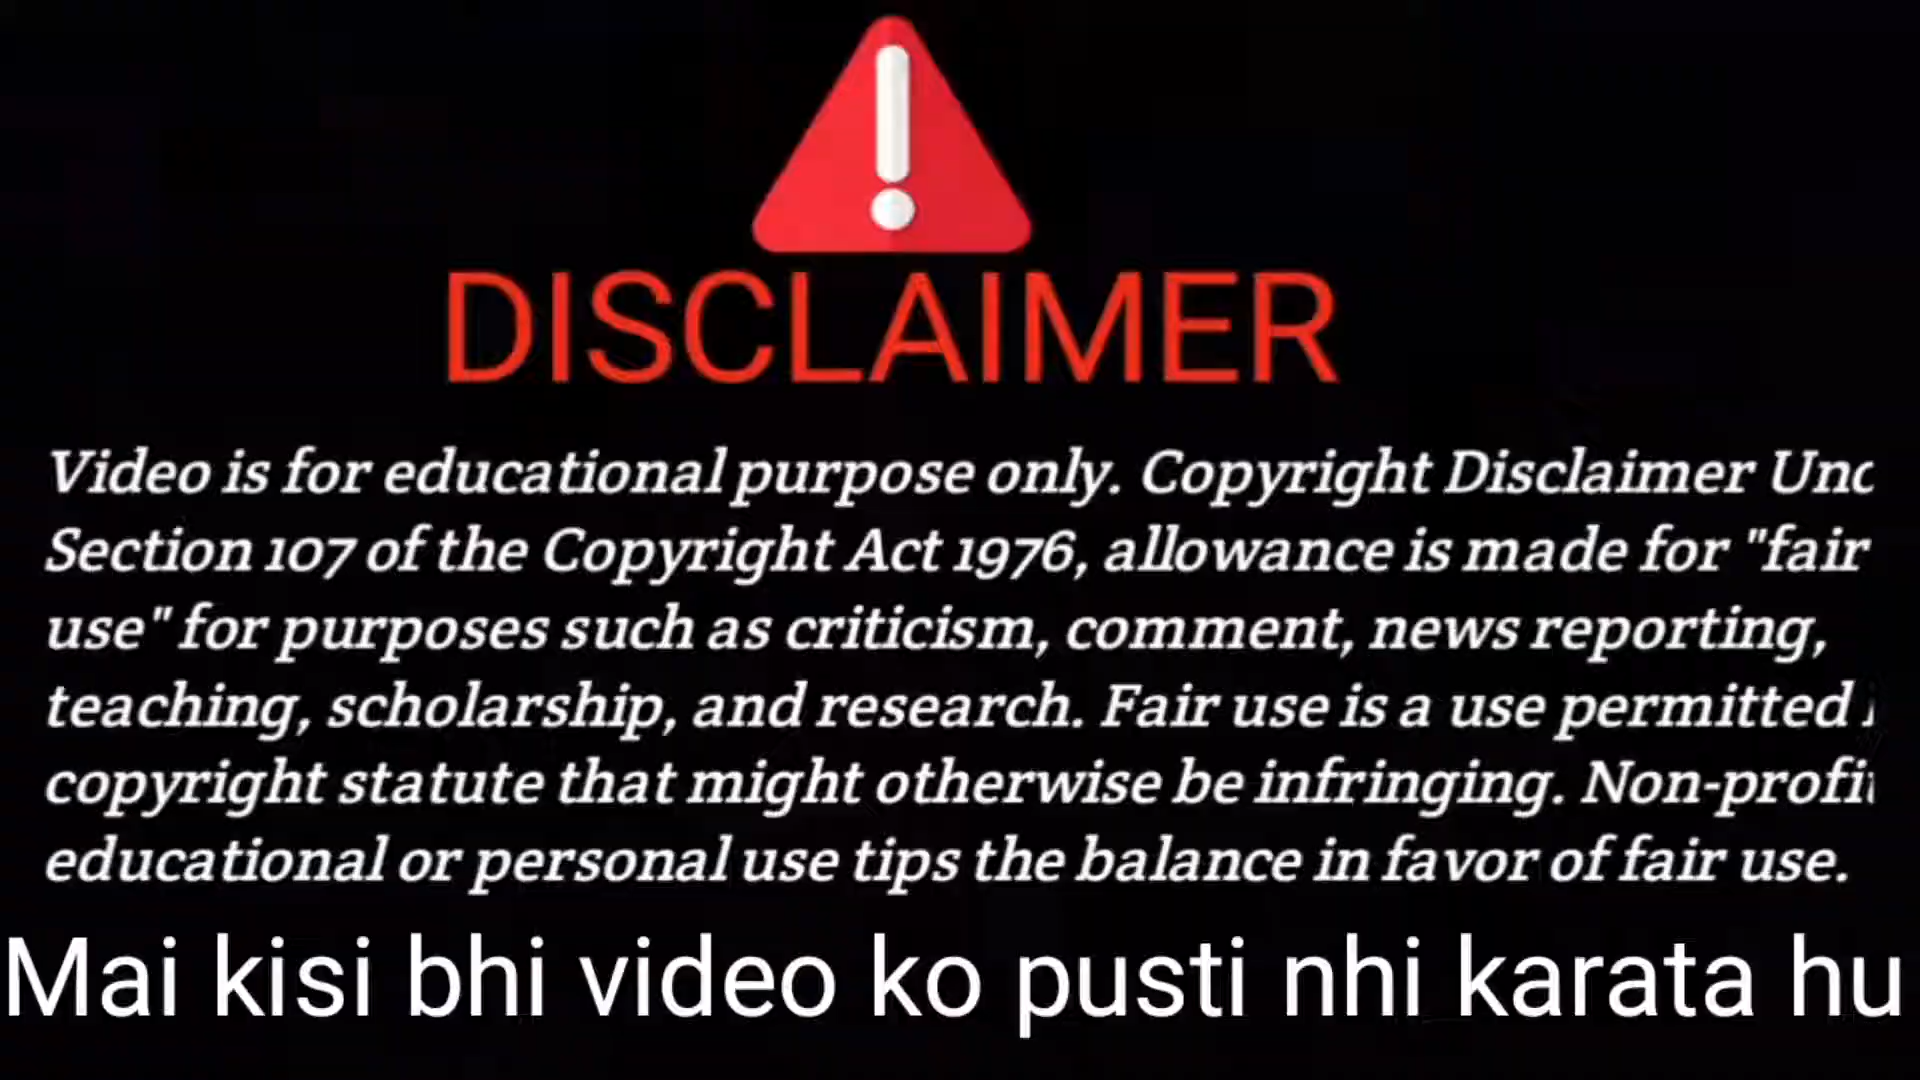 DISCLAIMER
Video is for educational purpose only. Copyright Disclaimer
Section 107 of the Copyright Act 1976, allowance is made for "fair
use" for purposes such as criticism, comment, news reporting,
teaching, scholarship, and research. Fair use is a use permitted
copyright statute that might otherwise be infringing. Non-profi
educational or personal use tips the balance in favor of fair use.
Mai kisi bhi video ko pusti nhi karata hu